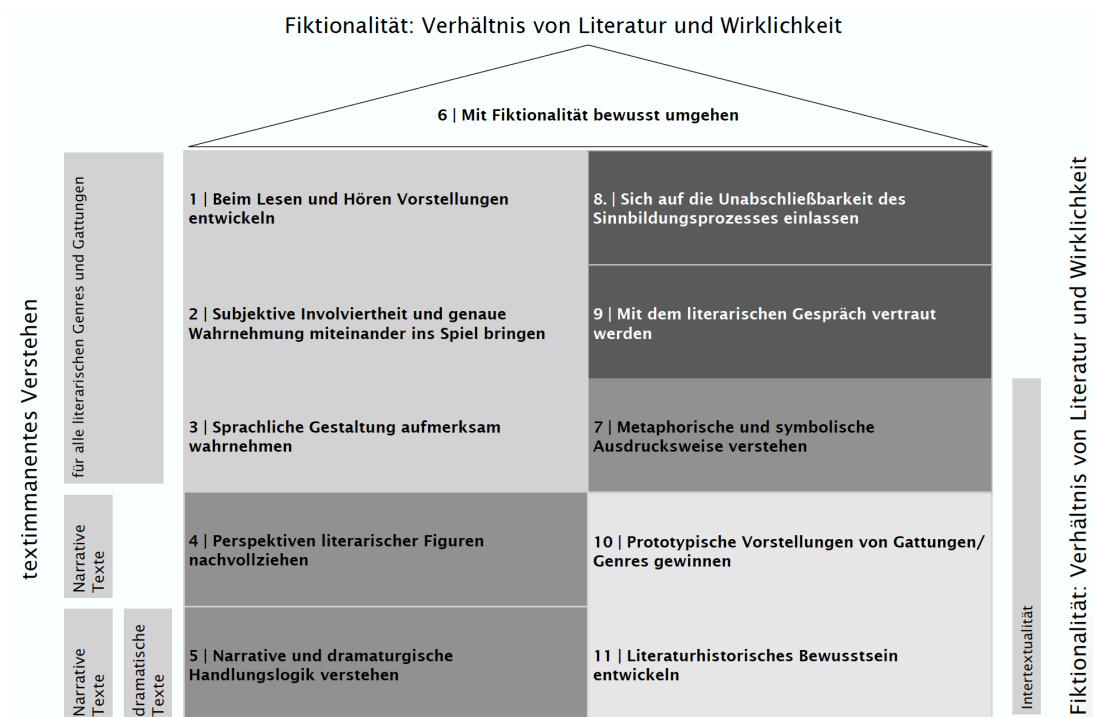 Fiktionalität: Verhältnis von Literatur und Wirklichkeit
6 | Mit Fiktionalität bewusst umgehen
textimmanentes Verstehen
für alle literarischen Genres und Gattungen
1 | Beim Lesen und Hören Vorstellungen
entwickeln
8. | Sich auf die Unabschließbarkeit des
Sinnbildungsprozesses einlassen
2 | Subjektive Involviertheit und genaue
Wahrnehmung miteinander ins Spiel bringen
9 | Mit dem literarischen Gespräch vertraut
werden
3 | Sprachliche Gestaltung aufmerksam
wahrnehmen
7 | Metaphorische und symbolische
Ausdrucksweise verstehen
Narrative
Texte
4 | Perspektiven literarischer Figuren
nachvollziehen
10 | Prototypische Vorstellungen von Gattungen/
Genres gewinnen
Narrative
Texte
dramatische
Texte
5 | Narrative und dramaturgische
Handlungslogik verstehen
11 | Literaturhistorisches Bewusstsein
entwickeln
Intertextualität
Fiktionalität: Verhältnis von Literatur und Wirklichkeit